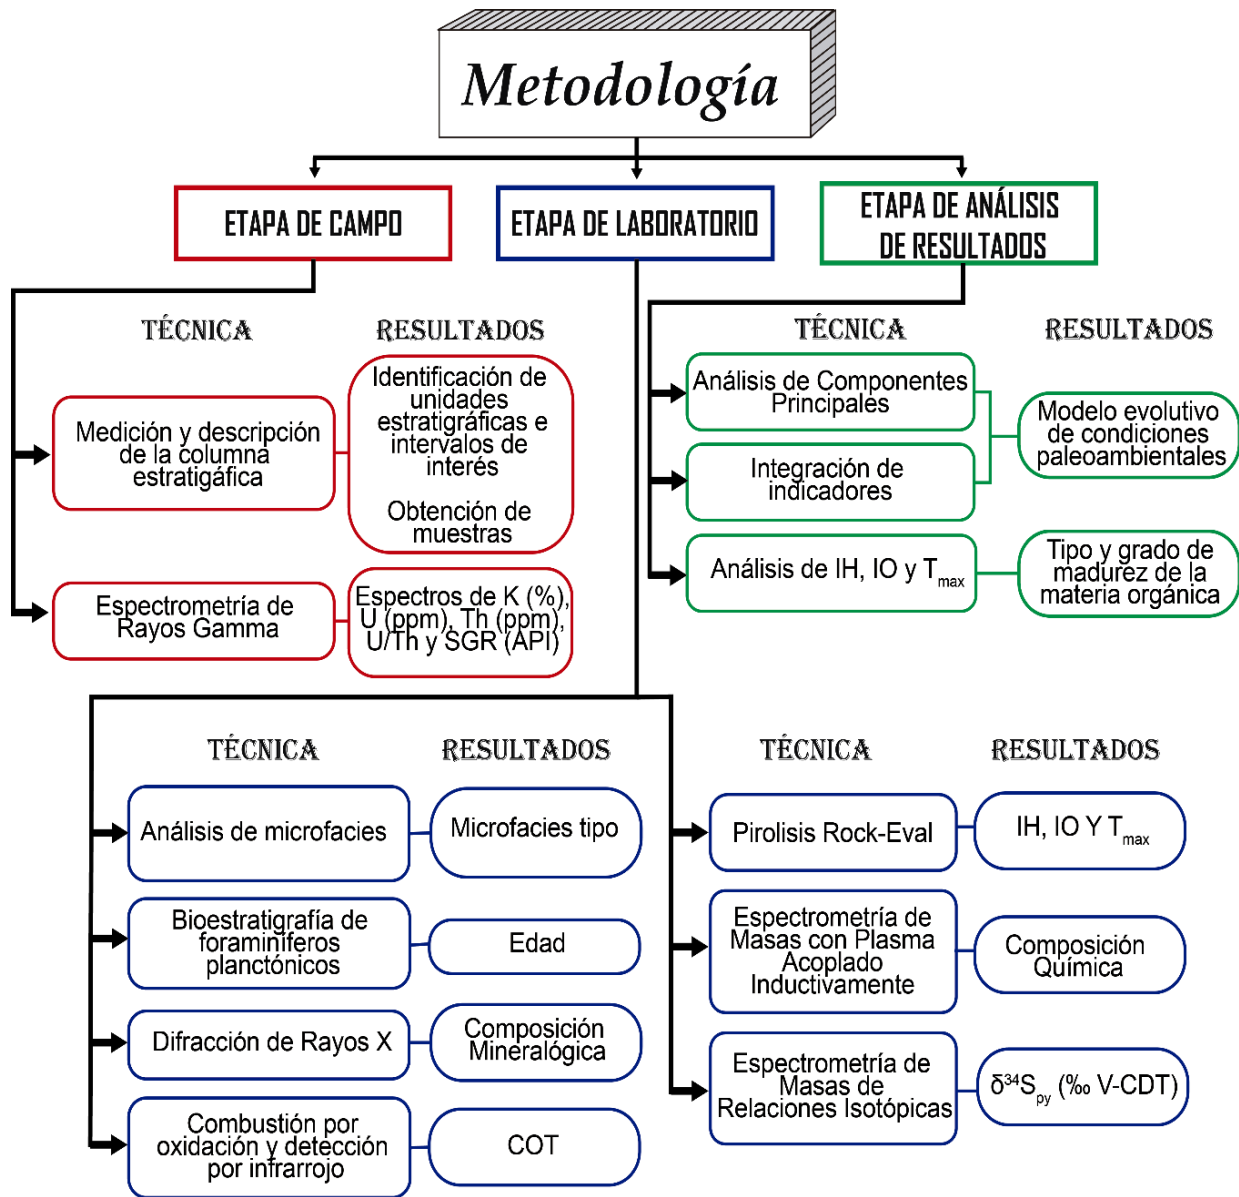 Metodología
ETAPA DE CAMPO
ETAPA DE LABORATORIO
ETAPA DE ANÁLISIS
DE RESULTADOS
TÉCNICA
RESULTADOS
Medición y descripción
de la columna
estratigáfica
Identificación de
unidades
estratigráficas e
intervalos de
interés
Obtención de
muestras
Espectrometría de
Rayos Gamma
Espectros de K (%),
U (ppm), Th (ppm),
U/Th y SGR (API)
TÉCNICA
RESULTADOS
Análisis de Componentes
Principales
Integración de
indicadores
Modelo evolutivo
de condiciones
paleoambientales
Análisis de IH, IO y Tmax
Tipo y grado de
madurez de la
materia orgánica
TÉCNICA
RESULTADOS
Análisis de microfacies
Microfacies tipo
Bioestratigrafía de
foraminíferos
planctónicos
Edad
Difracción de Rayos X
Composición
Mineralógica
Combustión por
oxidación y detección
por infrarrojo
COT
TÉCNICA
RESULTADOS
Pirolisis Rock-Eval
IH, IO Y Tmax
Espectrometría de
Masas con Plasma
Acoplado
Inductivamente
Composición
Química
Espectrometría de
Masas de
Relaciones Isotópicas
δ³⁴Spy (‰ V-CDT)